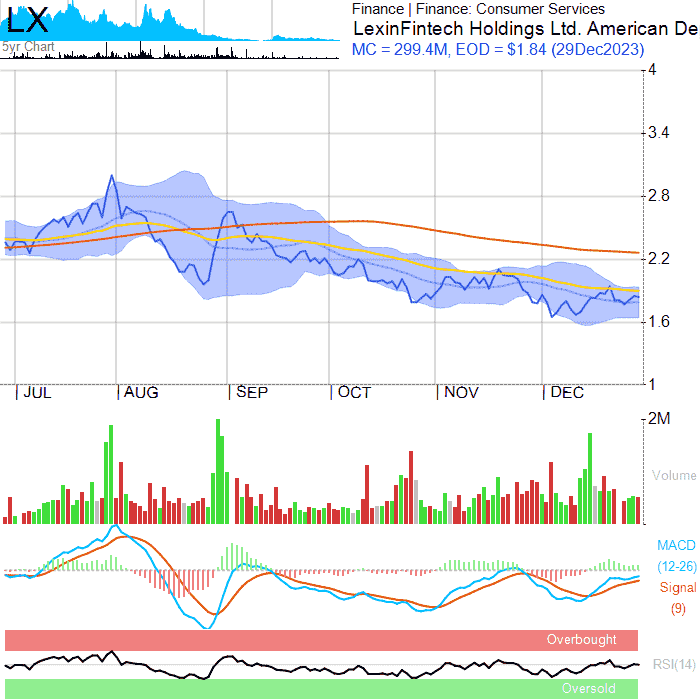 LX
5yr Chart
Finance | Finance: Consumer Services
LexinFintech Holdings Ltd. American De
MC = 299.4M, EOD = $1.84 (29Dec2023)
4
3.4
2.8
2.2
1.6
1
JUL AUG SEP OCT NOV DEC
2M
Volume
MACD
(12-26)
Signal
(9)
Overbought
RSI(14)
Oversold